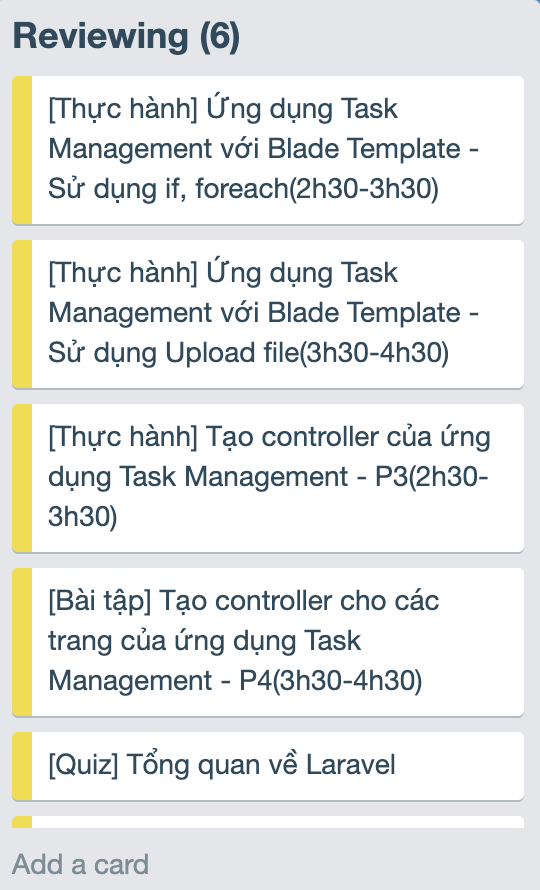 Reviewing (6)
[Thực hành] Ứng dụng Task
Management với Blade Template -
Sử dụng if, foreach(2h30-3h30)
[Thực hành] Ứng dụng Task
Management với Blade Template -
Sử dụng Upload file(3h30-4h30)
[Thực hành] Tạo controller của ứng
dụng Task Management - P3(2h30-
3h30)
[Bài tập] Tạo controller cho các
trang của ứng dụng Task
Management - P4(3h30-4h30)
[Quiz] Tổng quan về Laravel
Add a card